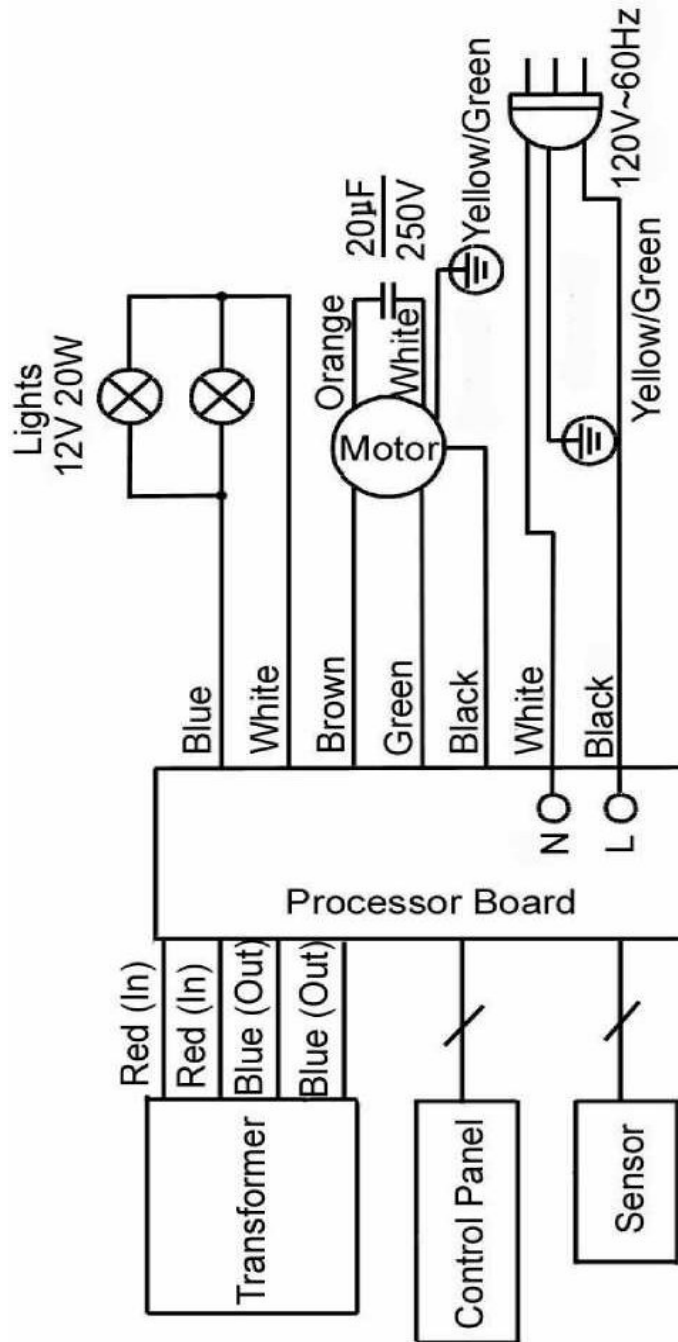 Lights
12V 20W
Orange
20µF
250V
White
Yellow/Green
Motor
120V~60Hz
Yellow/Green
Blue
White
Brown
Green
Black
White
Black
N
L
Processor Board
Red (In)
Red (In)
Blue (Out)
Blue (Out)
Transformer
Control Panel
Sensor